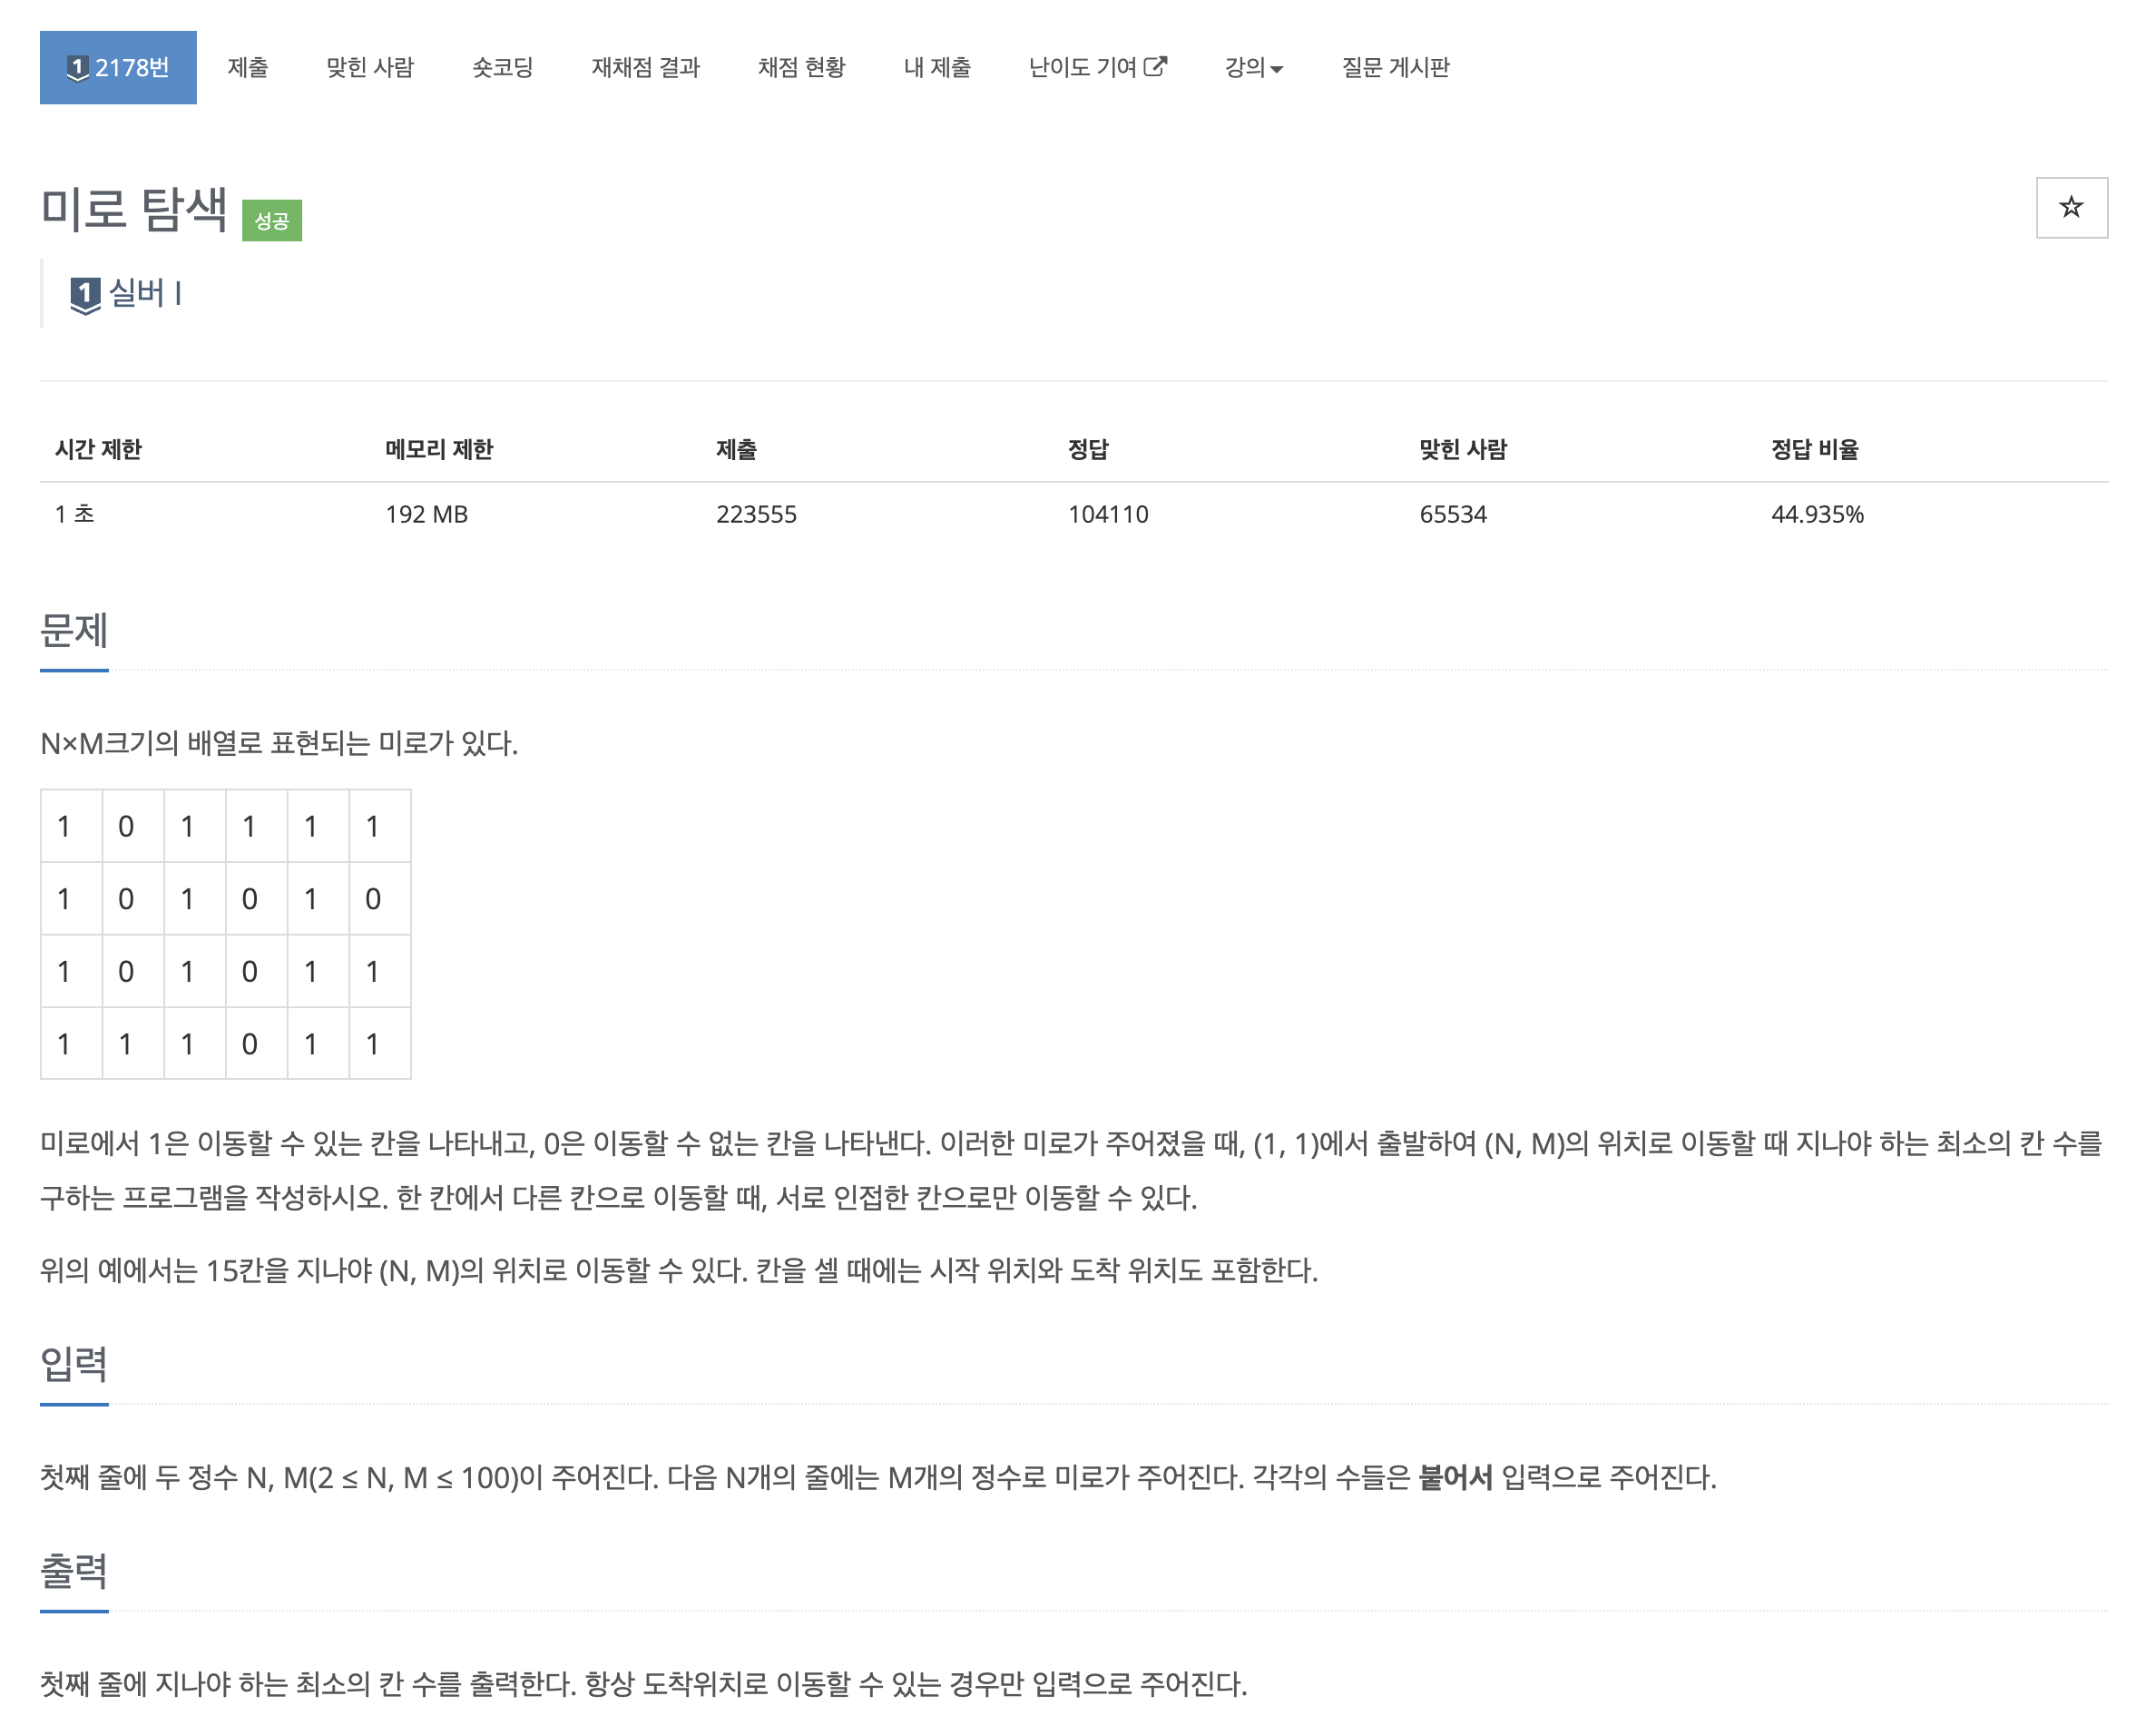 1 2178번 제출 맞힌 사람 숏코딩 재채점 결과 채점 현황 내 제출 난이도 기여 강의 질문 게시판
미로 탐색 성공
1 실버 I
시간 제한 메모리 제한 제출 정답 맞힌 사람 정답 비율
1 초 192 MB 223555 104110 65534 44.935%
문제
N×M크기의 배열로 표현되는 미로가 있다.
1 0 1 1 1 1
1 0 1 0 1 0
1 0 1 0 1 1
1 1 1 0 1 1
미로에서 1은 이동할 수 있는 칸을 나타내고, 0은 이동할 수 없는 칸을 나타낸다. 이러한 미로가 주어졌을 때, (1, 1)에서 출발하여 (N, M)의 위치로 이동할 때 지나야 하는 최소의 칸 수를
구하는 프로그램을 작성하시오. 한 칸에서 다른 칸으로 이동할 때, 서로 인접한 칸으로만 이동할 수 있다.
위의 예에서는 15칸을 지나야 (N, M)의 위치로 이동할 수 있다. 칸을 셀 때에는 시작 위치와 도착 위치도 포함한다.
입력
첫째 줄에 두 정수 N, M(2 ≤ N, M ≤ 100)이 주어진다. 다음 N개의 줄에는 M개의 정수로 미로가 주어진다. 각각의 수들은 붙어서 입력으로 주어진다.
출력
첫째 줄에 지나야 하는 최소의 칸 수를 출력한다. 항상 도착위치로 이동할 수 있는 경우만 입력으로 주어진다.